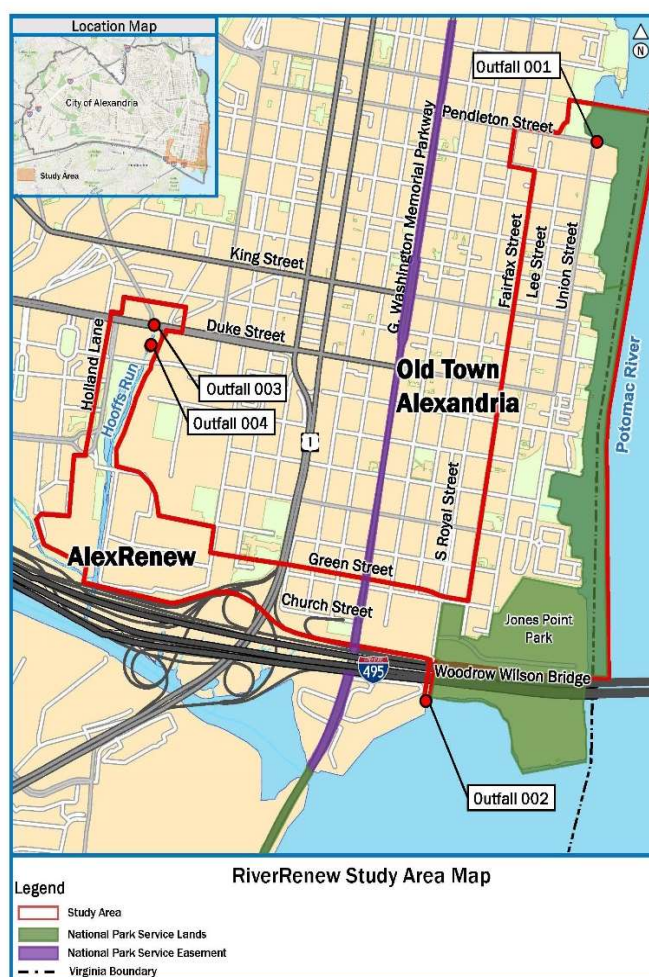 Location Map
City of Alexandria
Study Area
N
Outfall 001
Pendleton Street
G. Washington Memorial Parkway
King Street
Fairfax Street
Lee Street
Union Street
Duke Street
Holland Lane
Hooffs Run
Outfall 003
Outfall 004
Old Town
Alexandria
Potomac River
1
S Royal Street
AlexRenew
Green Street
Church Street
Jones Point
Park
495
Woodrow Wilson Bridge
Outfall 002
RiverRenew Study Area Map
Legend
Study Area
National Park Service Lands
National Park Service Easement
Virginia Boundary